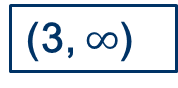 (3, ∞)